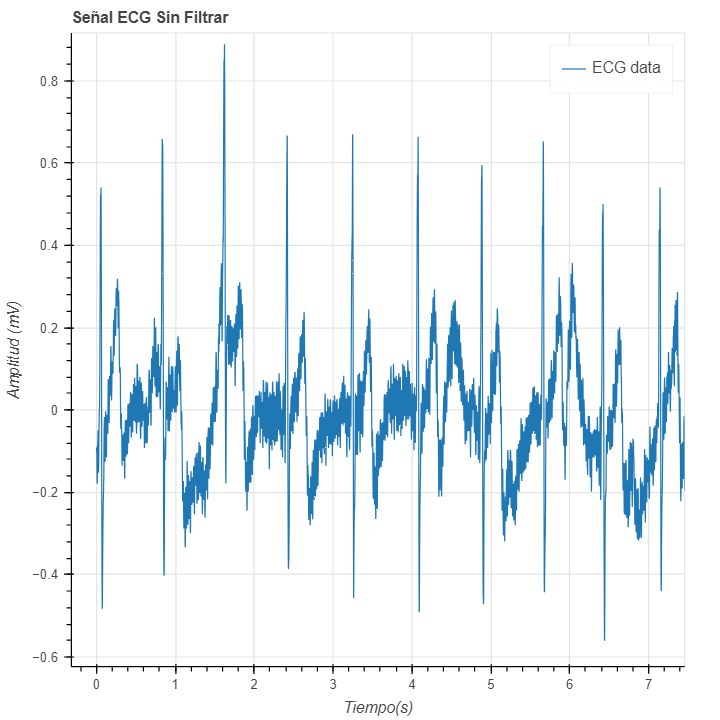 Señal ECG Sin Filtrar
ECG data
0.8
0.6
0.4
0.2
0
−0.2
−0.4
−0.6
Amplitud (mV)
0 1 2 3 4 5 6 7
Tiempo(s)